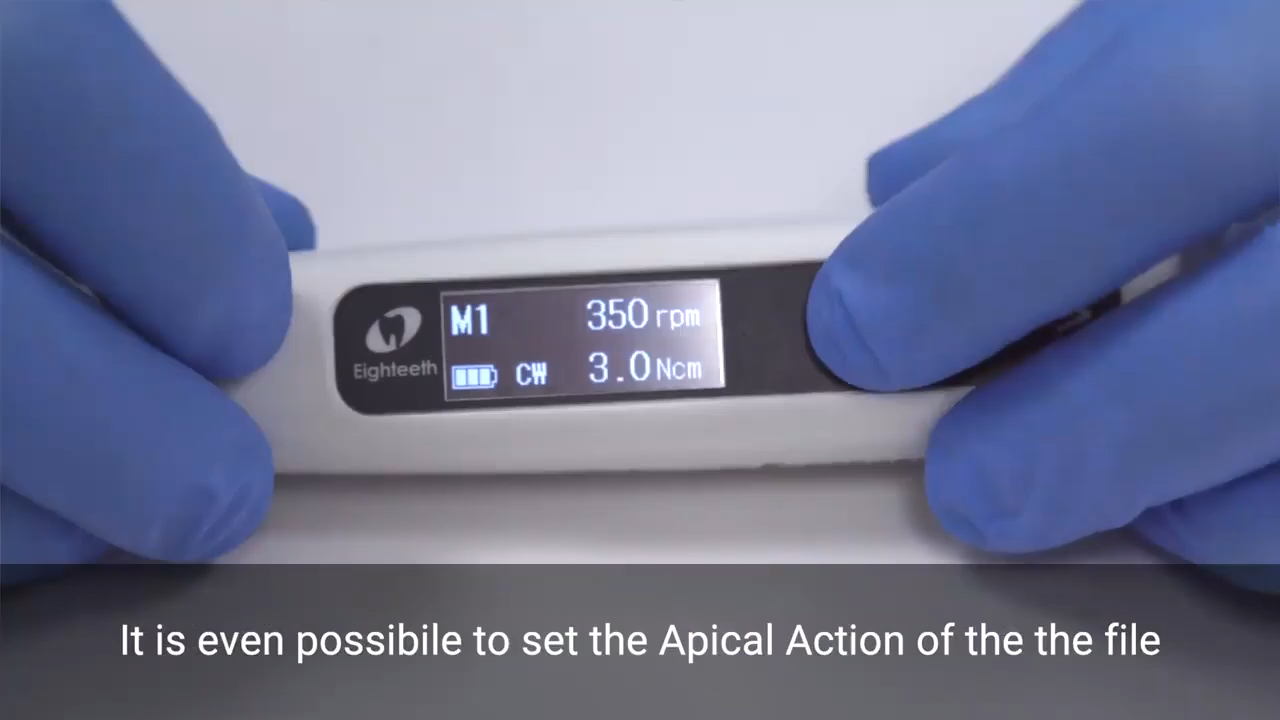 M1 350 rpm
CW 3.0 Ncm
Eighteeth
It is even possibile to set the Apical Action of the the file